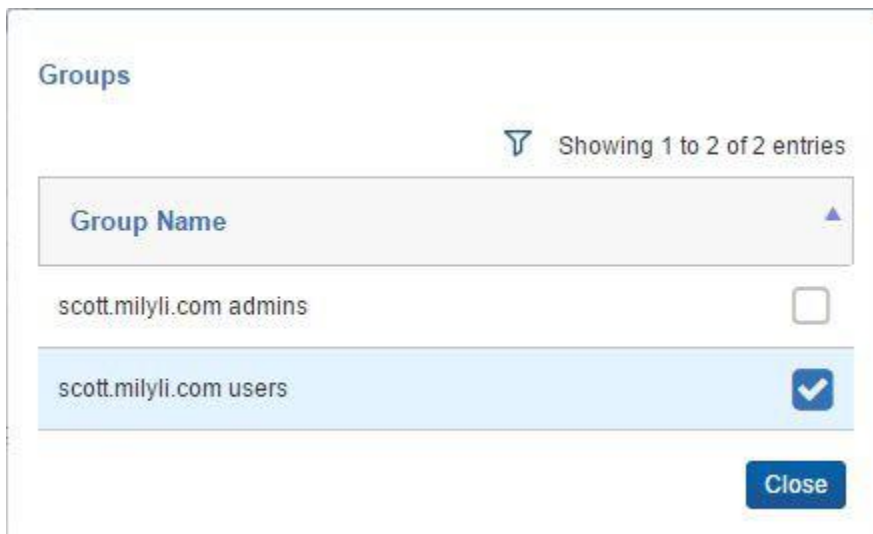 Groups
Showing 1 to 2 of 2 entries
Group Name
scott.milyli.com admins
scott.milyli.com users
Close